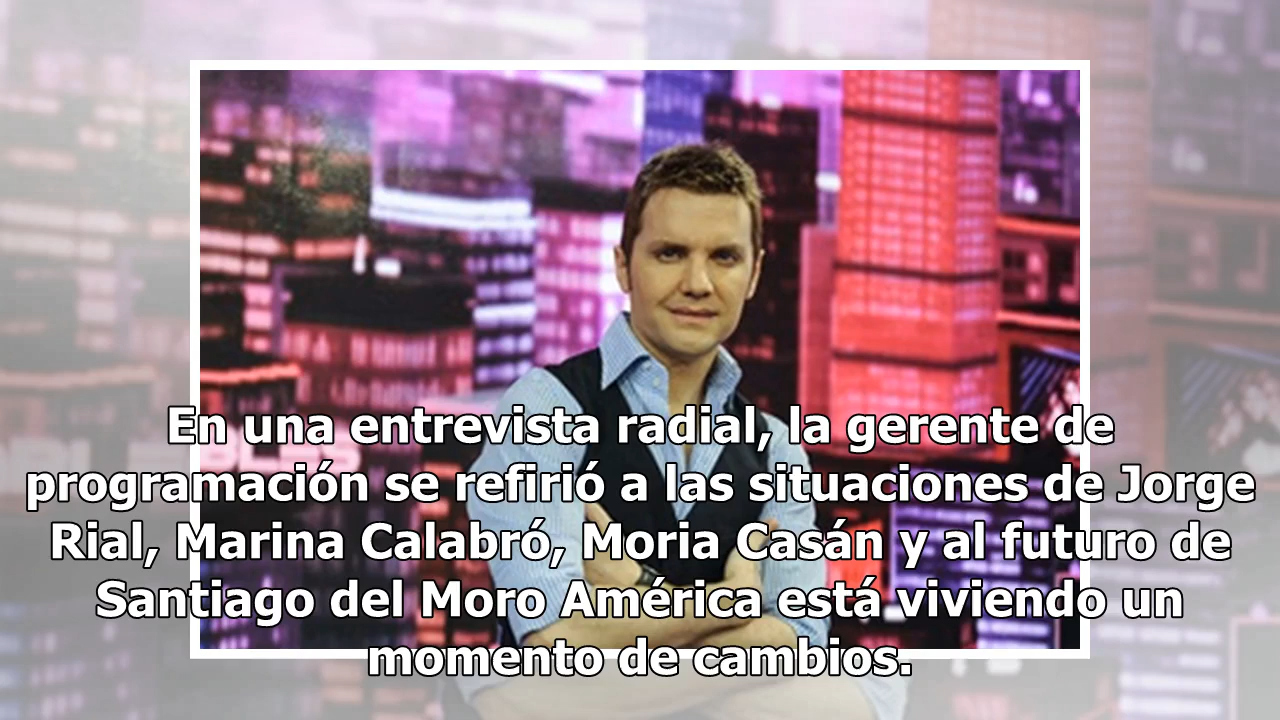 En una entrevista radial, la gerente de
programación se refirió a las situaciones de Jorge
Rial, Marina Calabró, Moria Casán y al futuro de
Santiago del Moro América está viviendo un
momento de cambios.